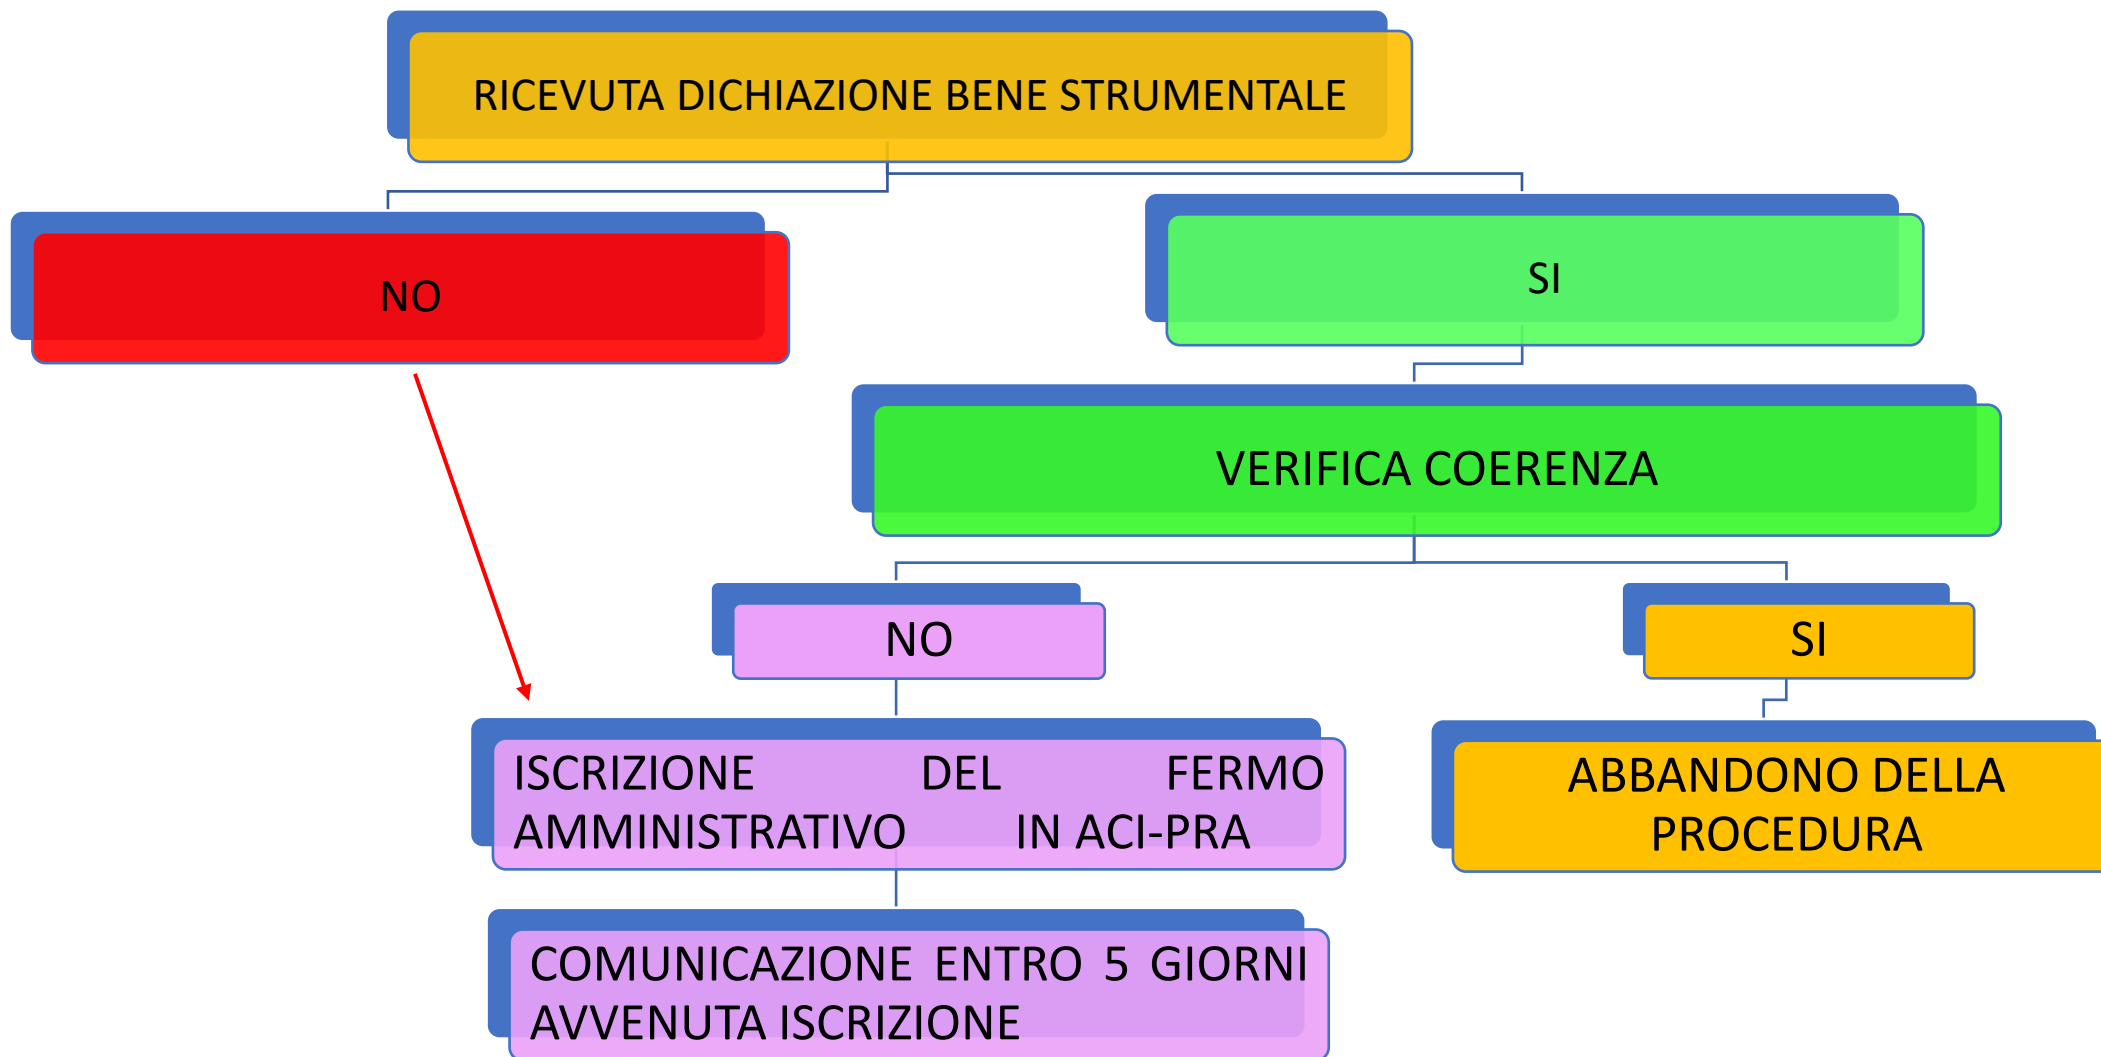 RICEVUTA DICHIAZIONE BENE STRUMENTALE
NO
SI
VERIFICA COERENZA
NO
SI
ISCRIZIONE DEL FERMO
AMMINISTRATIVO IN ACI-PRA
ABBANDONO DELLA
PROCEDURA
COMUNICAZIONE ENTRO 5 GIORNI
AVVENUTA ISCRIZIONE